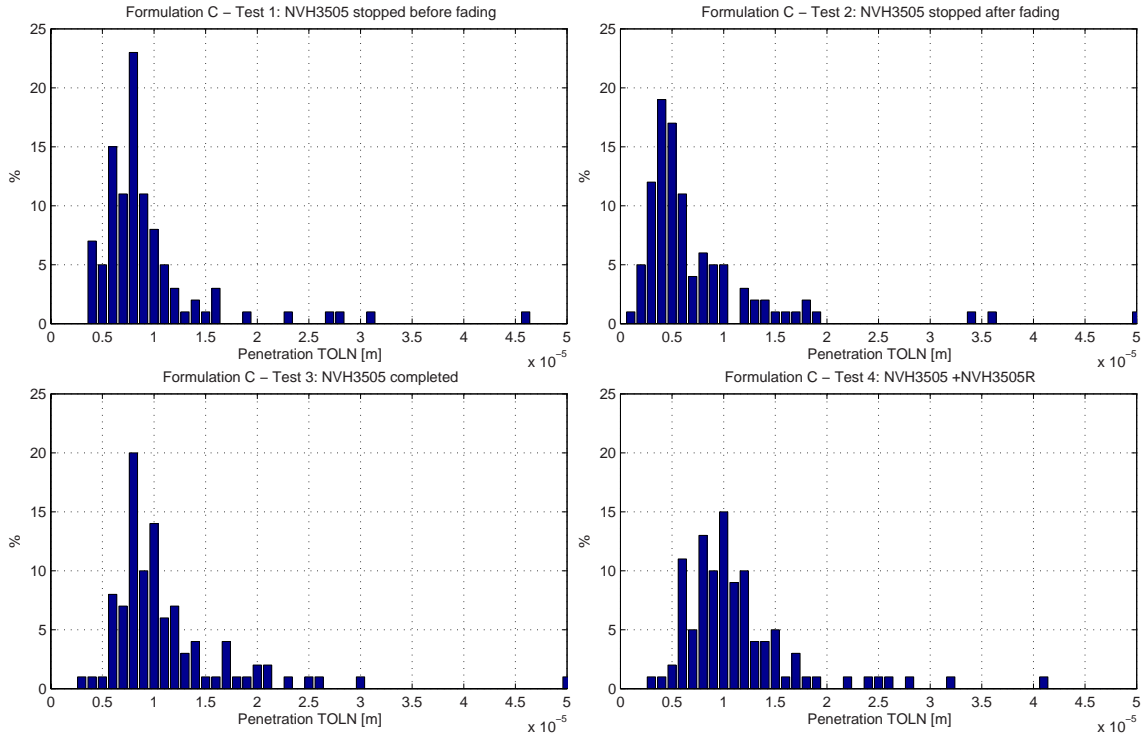 Formulation C − Test 1: NVH3505 stopped before fading
25
20
15
10
5
0
%
0 0.5 1 1.5 2 2.5 3 3.5 4 4.5 5
Penetration TOLN [m]
x 10−5
Formulation C − Test 2: NVH3505 stopped after fading
25
20
15
10
5
0
%
0 0.5 1 1.5 2 2.5 3 3.5 4 4.5 5
Penetration TOLN [m]
x 10−5
Formulation C − Test 3: NVH3505 completed
25
20
15
10
5
0
%
0 0.5 1 1.5 2 2.5 3 3.5 4 4.5 5
Penetration TOLN [m]
x 10−5
Formulation C − Test 4: NVH3505 +NVH3505R
25
20
15
10
5
0
%
0 0.5 1 1.5 2 2.5 3 3.5 4 4.5 5
Penetration TOLN [m]
x 10−5